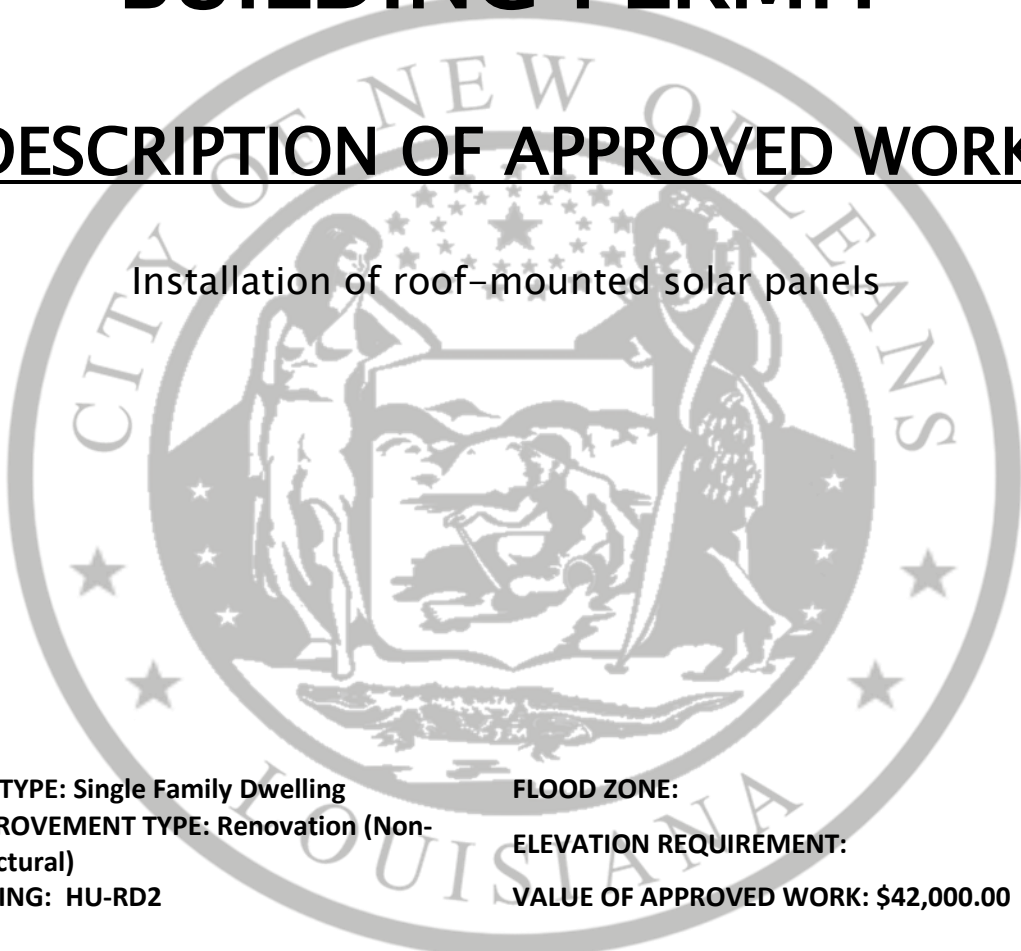 BUILDING PERMIT
DESCRIPTION OF APPROVED WORK
Installation of roof-mounted solar panels
CITY OF NEW ORLEANS
LOUISIANA
TYPE: Single Family Dwelling
ROVEMENT TYPE: Renovation (Non-
ctural)
ING: HU-RD2
FLOOD ZONE:
ELEVATION REQUIREMENT:
VALUE OF APPROVED WORK: $42,000.00